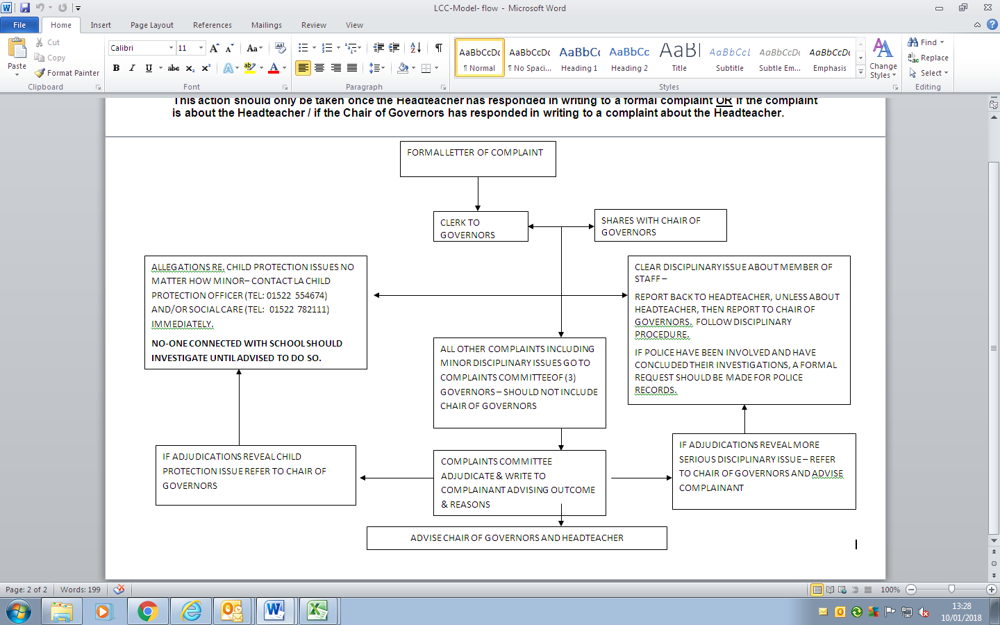 LCC-Model- flow - Microsoft Word
File Home Insert Page Layout References Mailings Review View
Paste
Cut
Copy
Format Painter
Clipboard
Calibri 11
Font
Paragraph
AaBbCcDc AaBbCcDc AaBbCc AaBbCc AaBl AaBbCcL AaBbCcDc AaBbCcDc
¶ Normal ¶ No Spaci... Heading 1 Heading 2 Title Subtitle Subtle Em... Emphasis
Change Styles
Styles
Find
Replace
Select
Editing
This action should only be taken once the Headteacher has responded in writing to a formal complaint OR if the complaint
is about the Headteacher / if the Chair of Governors has responded in writing to a complaint about the Headteacher.
FORMAL LETTER OF COMPLAINT
CLERK TO
GOVERNORS
SHARES WITH CHAIR OF
GOVERNORS
ALLEGATIONS RE. CHILD PROTECTION ISSUES NO
MATTER HOW MINOR– CONTACT LA CHILD
PROTECTION OFFICER (TEL: 01522 554674)
AND/OR SOCIAL CARE (TEL: 01522 782111)
IMMEDIATELY.
NO-ONE CONNECTED WITH SCHOOL SHOULD
INVESTIGATE UNTIL ADVISED TO DO SO.
CLEAR DISCIPLINARY ISSUE ABOUT MEMBER OF
STAFF –
REPORT BACK TO HEADTEACHER, UNLESS ABOUT
HEADTEACHER, THEN REPORT TO CHAIR OF
GOVERNORS. FOLLOW DISCIPLINARY
PROCEDURE.
IF POLICE HAVE BEEN INVOLVED AND HAVE
CONCLUDED THEIR INVESTIGATIONS, A FORMAL
REQUEST SHOULD BE MADE FOR POLICE
RECORDS.
ALL OTHER COMPLAINTS INCLUDING
MINOR DISCIPLINARY ISSUES GO TO
COMPLAINTS COMMITTEEOF (3)
GOVERNORS – SHOULD NOT INCLUDE
CHAIR OF GOVERNORS
IF ADJUDICATIONS REVEAL CHILD
PROTECTION ISSUE REFER TO CHAIR OF
GOVERNORS
COMPLAINTS COMMITTEE
ADJUDICATE & WRITE TO
COMPLAINANT ADVISING OUTCOME
& REASONS
IF ADJUDICATIONS REVEAL MORE
SERIOUS DISCIPLINARY ISSUE – REFER
TO CHAIR OF GOVERNORS AND ADVISE
COMPLAINANT
ADVISE CHAIR OF GOVERNORS AND HEADTEACHER
Page: 2 of 2 Words: 199 100%
13:28
10/01/2018